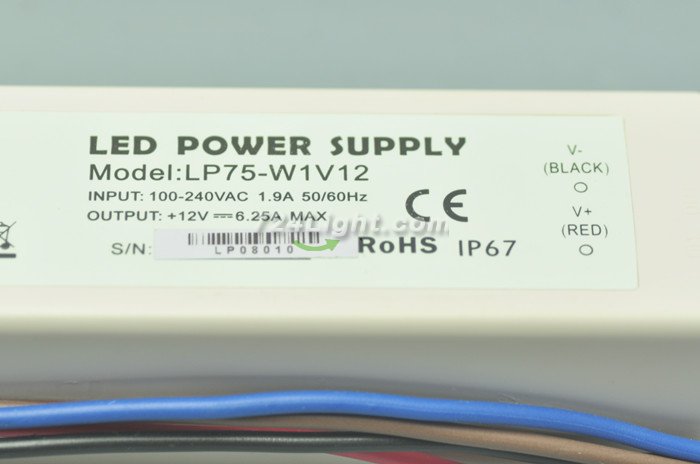 LED POWER SUPPLY
Model:LP75-W1V12
INPUT: 100-240VAC 1.9A 50/60Hz
OUTPUT: +12V⎓6.25A MAX
S/N:
LP08010
CE
RoHS IP67
V-
(BLACK)
V+
(RED)